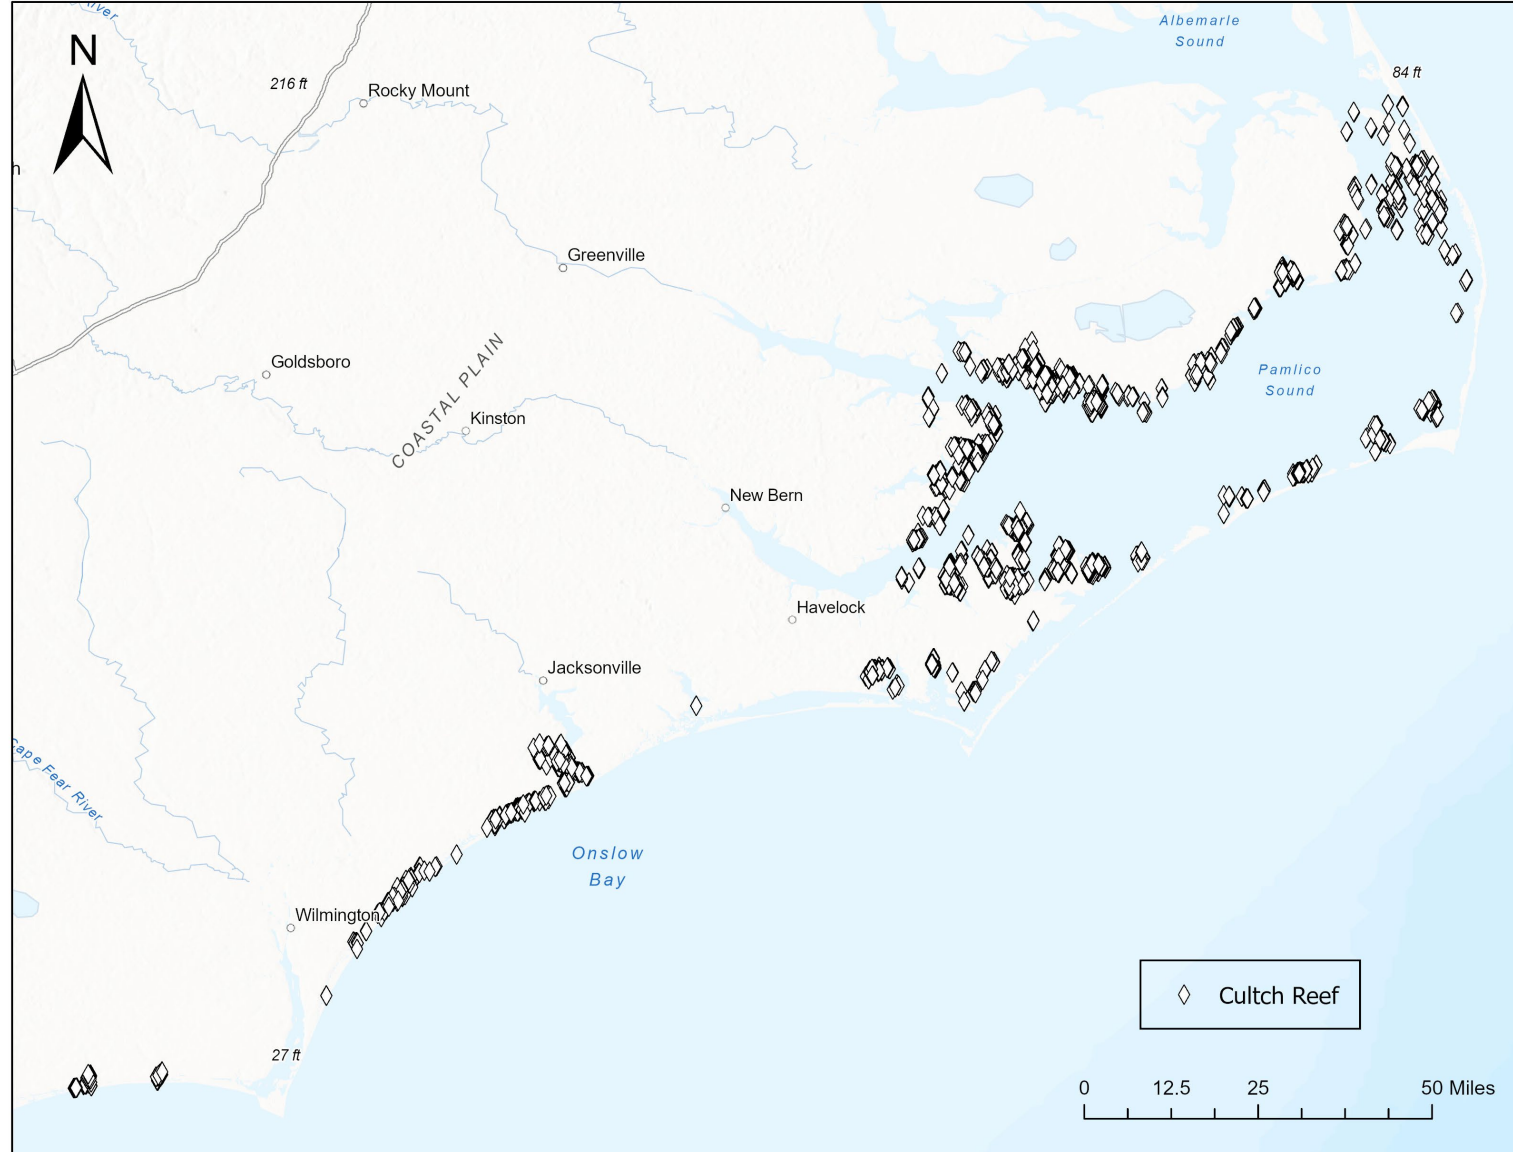 River
Albemarle
Sound
N
84 ft
216 ft
Rocky Mount
h
Greenville
Goldsboro
COASTAL PLAIN
Pamlico
Sound
Kinston
New Bern
Havelock
Jacksonville
cape Fear River
Onslow
Bay
Wilmington
Cultch Reef
27 ft
0 12.5 25 50 Miles